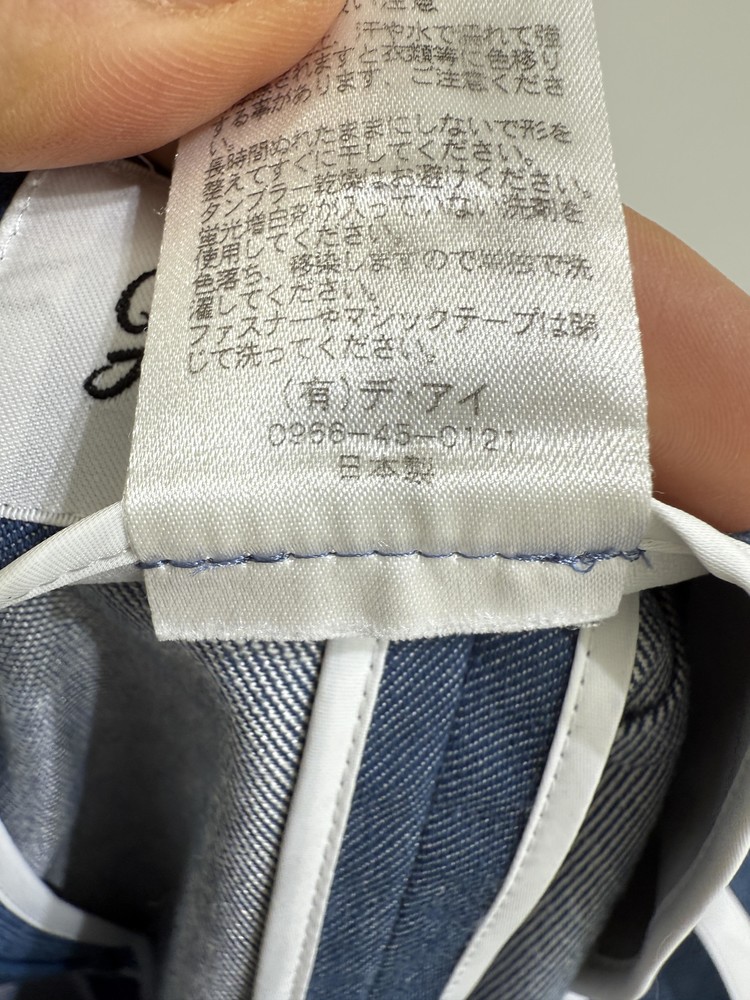 い注意
汗や水で濡れて強
されますと衣類等に色移り
する事があります、ご注意くださ
い。
長時間ぬれたままにしないで形を
整えてすぐに干してください。
タンブラー乾燥はお避けください。
蛍光増白剤が入っていない洗剤を
使用してください。
色落ち、移染しますので単独で洗
濯してください。
ファスナーやマジックテープは閉
じて洗ってください。
(有)デ・アイ
0966-45-0121
日本製